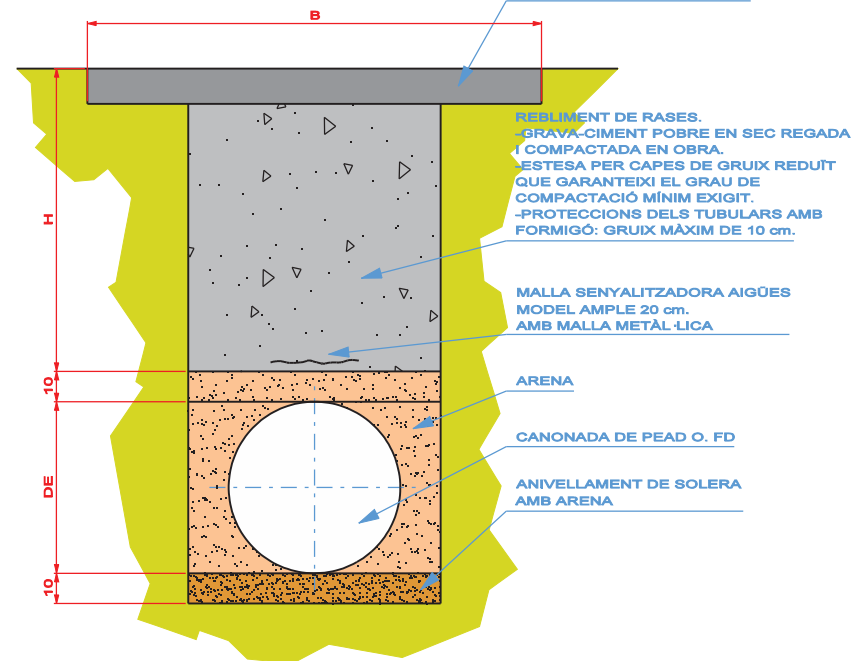 B
REBLIMENT DE RASES.
-GRAVA-CIMENT POBRE EN SEC REGADA
I COMPACTADA EN OBRA.
-ESTESA PER CAPES DE GRUIX REDUÏT
QUE GARANTEIXI EL GRAU DE
COMPACTACIÓ MÍNIM EXIGIT.
-PROTECCIONS DELS TUBULARS AMB
FORMIGÓ: GRUIX MÀXIM DE 10 cm.
H
MALLA SENYALITZADORA AIGÜES
MODEL AMPLE 20 cm.
AMB MALLA METÀL·LICA
10
ARENA
CANONADA DE PEAD O. FD
DE
ANIVELLAMENT DE SOLERA
AMB ARENA
10